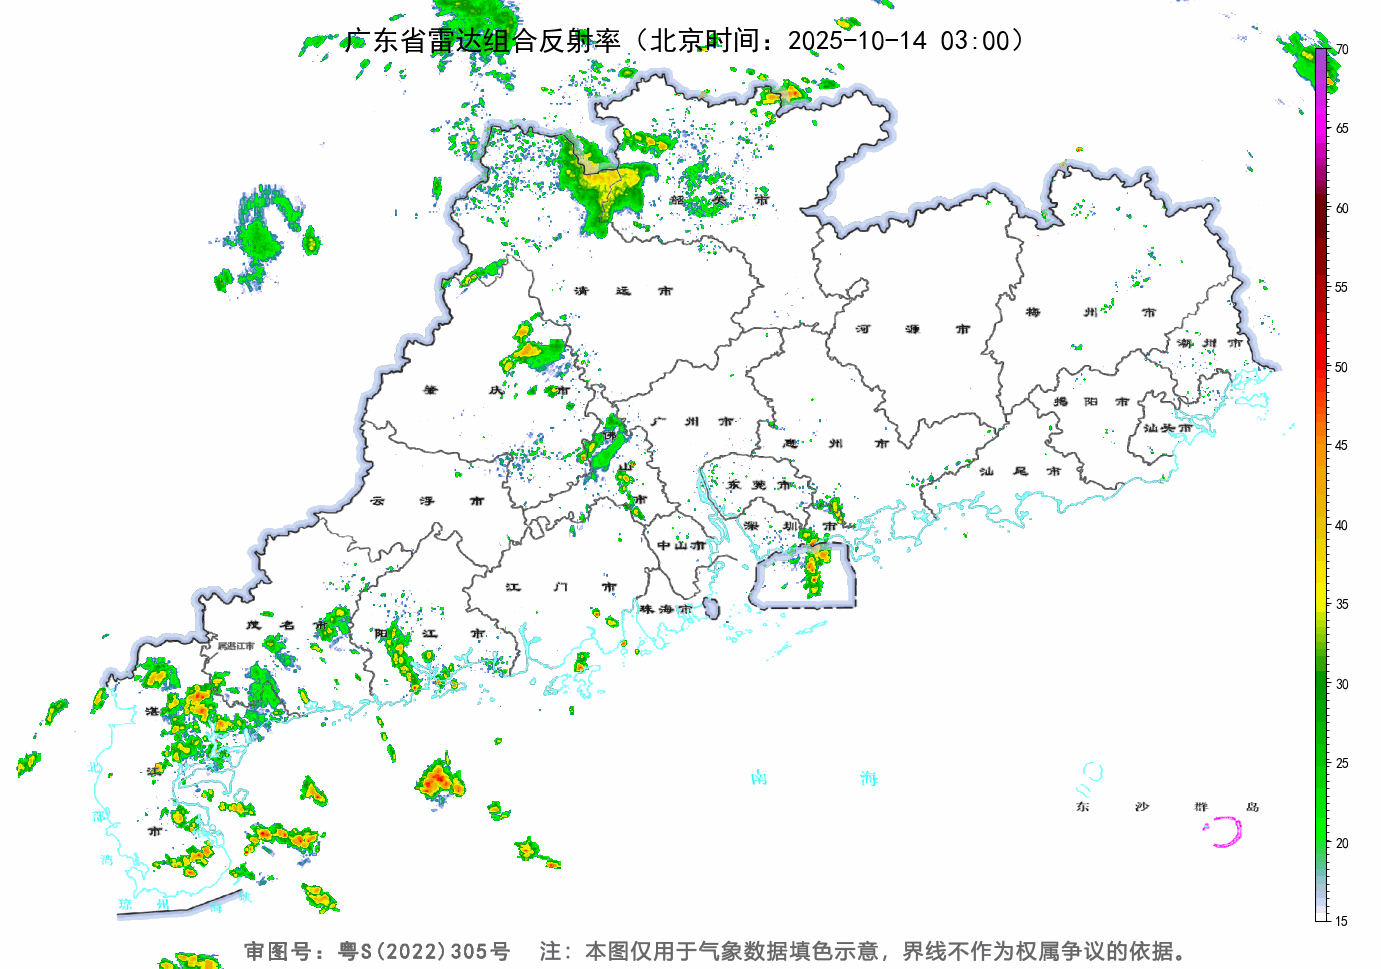 广东省雷达组合反射率（北京时间：2025-10-14 03:00）
70
65
60
55
50
45
40
35
30
25
20
15
韶 关 市
清 远 市
河 源 市
梅 州 市
潮 州 市
肇 庆 市
广 州 市
揭 阳 市
汕头市
佛 山 市
惠 州 市
汕 尾 市
云 浮 市
东 莞 市
深 圳 市
中山市
江 门 市
珠海市
茂 名 市
阳 江 市
属湛江市
湛 江 市
北 部 湾
南 海
东 沙 群 岛
琼 州 海 峡
审图号：粤S(2022)305号 注：本图仅用于气象数据填色示意，界线不作为权属争议的依据。